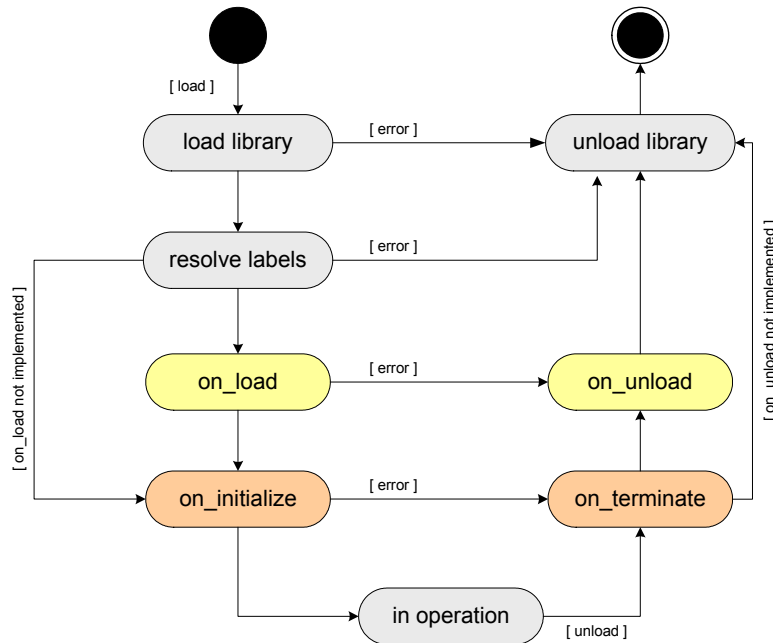 [ load ]
load library
[ error ]
unload library
resolve labels
[ error ]
[ on_load not implemented ]
[ on_unload not implemented ]
on_load
[ error ]
on_unload
on_initialize
[ error ]
on_terminate
in operation
[ unload ]